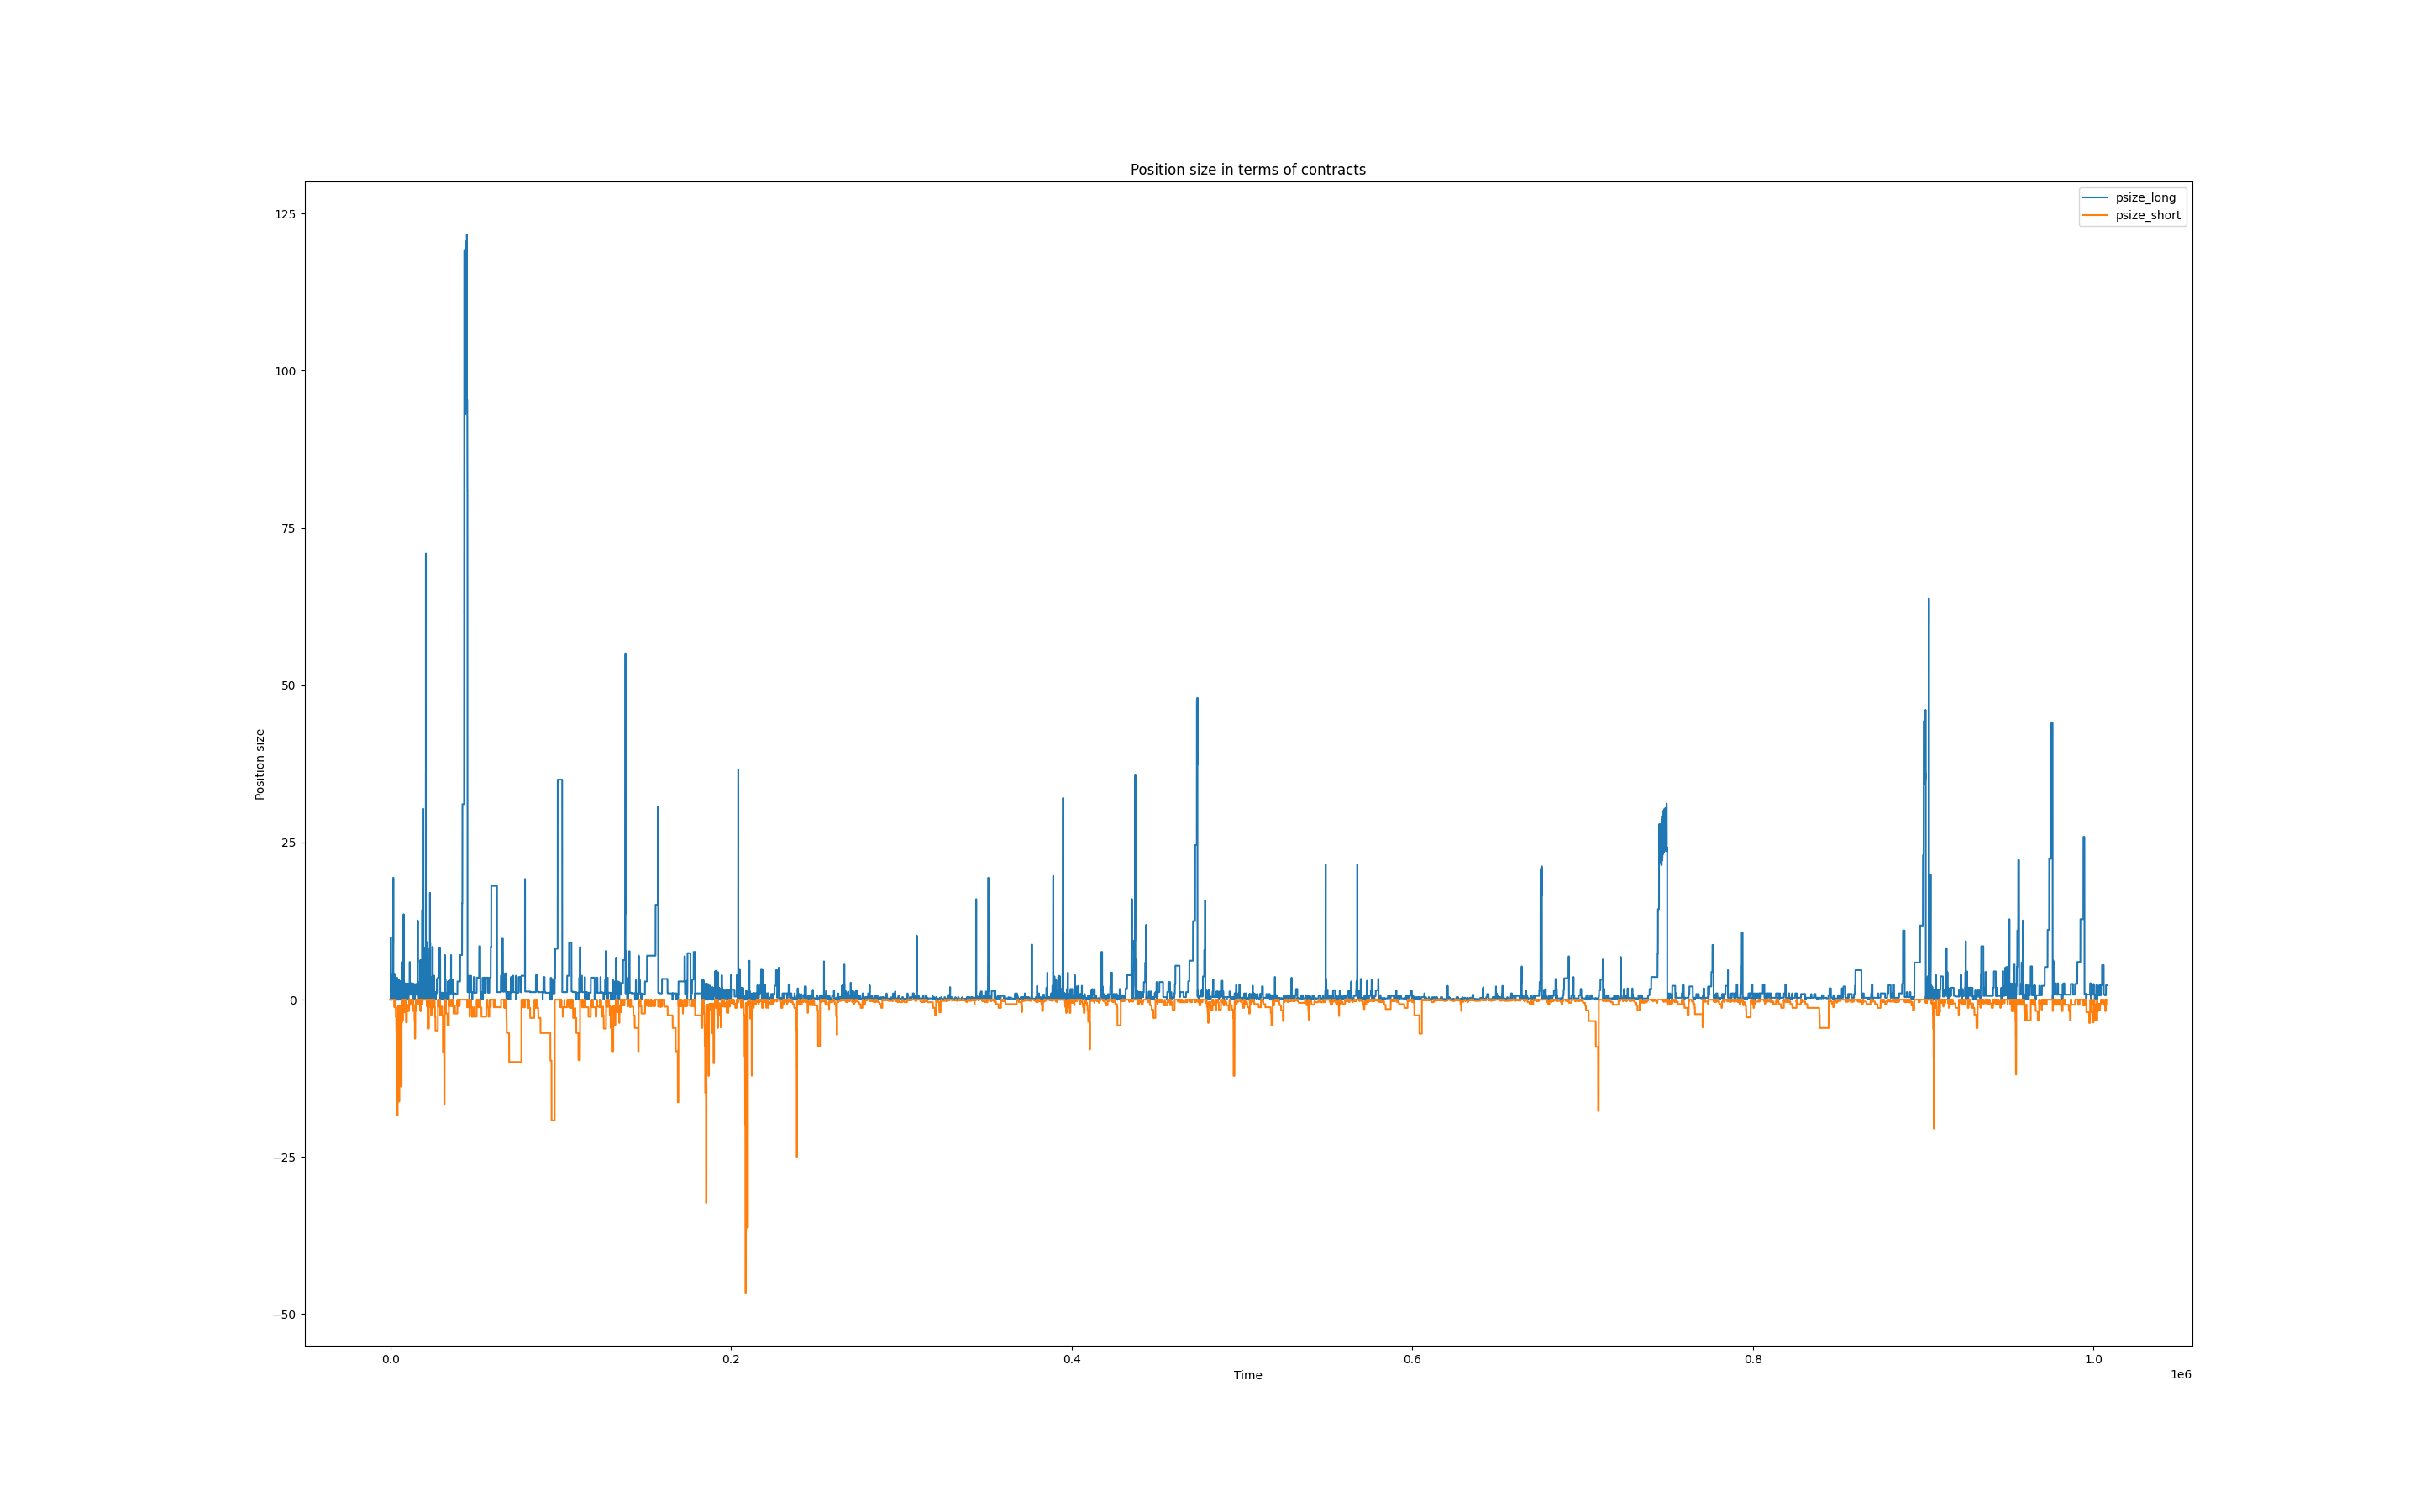 Position size in terms of contracts
psize_long
psize_short
125
100
75
50
25
0
−25
−50
Position size
0.0
0.2
0.4
0.6
0.8
1.0
Time
1e6